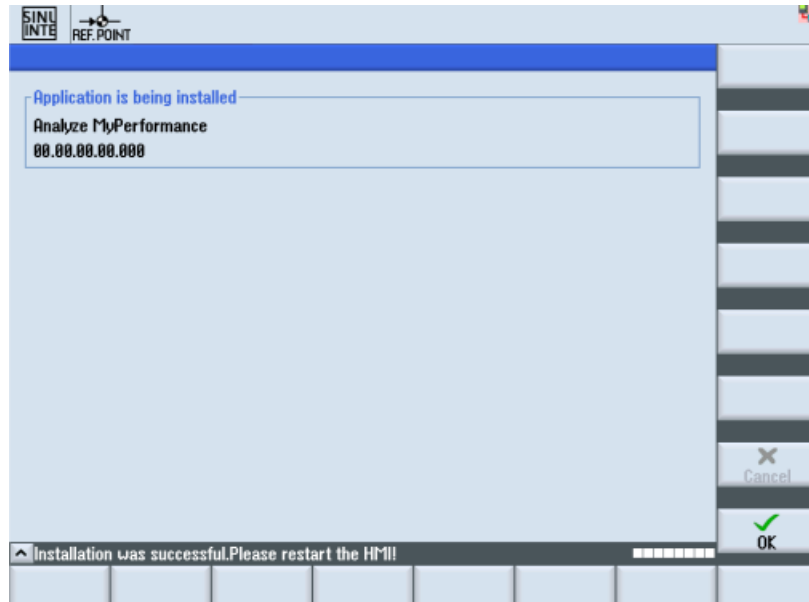 SINU
INTE
REF.POINT
Application is being installed
Analyze MyPerformance
00.00.00.00.000
Cancel
OK
Installation was successful.Please restart the HMI!